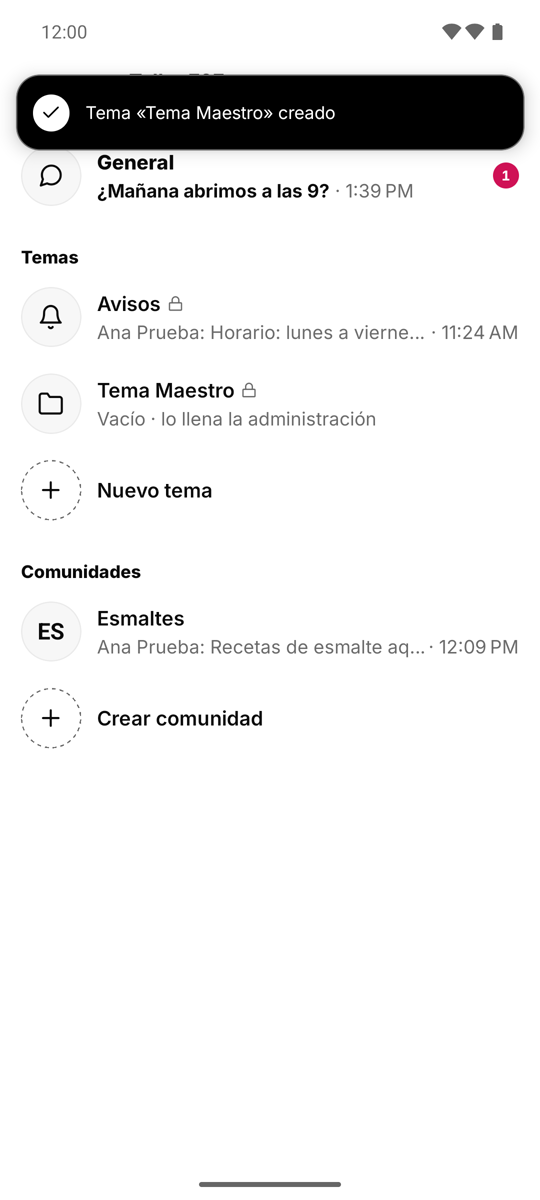 12:00
Tema «Tema Maestro» creado
General
¿Mañana abrimos a las 9? · 1:39 PM
1
Temas
Avisos
Ana Prueba: Horario: lunes a vierne... · 11:24 AM
Tema Maestro
Vacío · lo llena la administración
Nuevo tema
Comunidades
ES
Esmaltes
Ana Prueba: Recetas de esmalte aq... · 12:09 PM
Crear comunidad